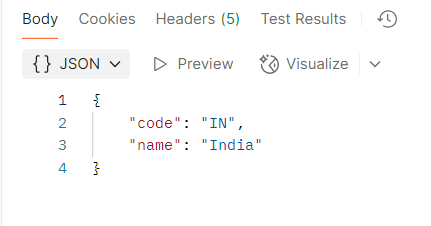 Body Cookies Headers (5) Test Results
{} JSON Preview Visualize
1 {
2 "code": "IN",
3 "name": "India"
4 }